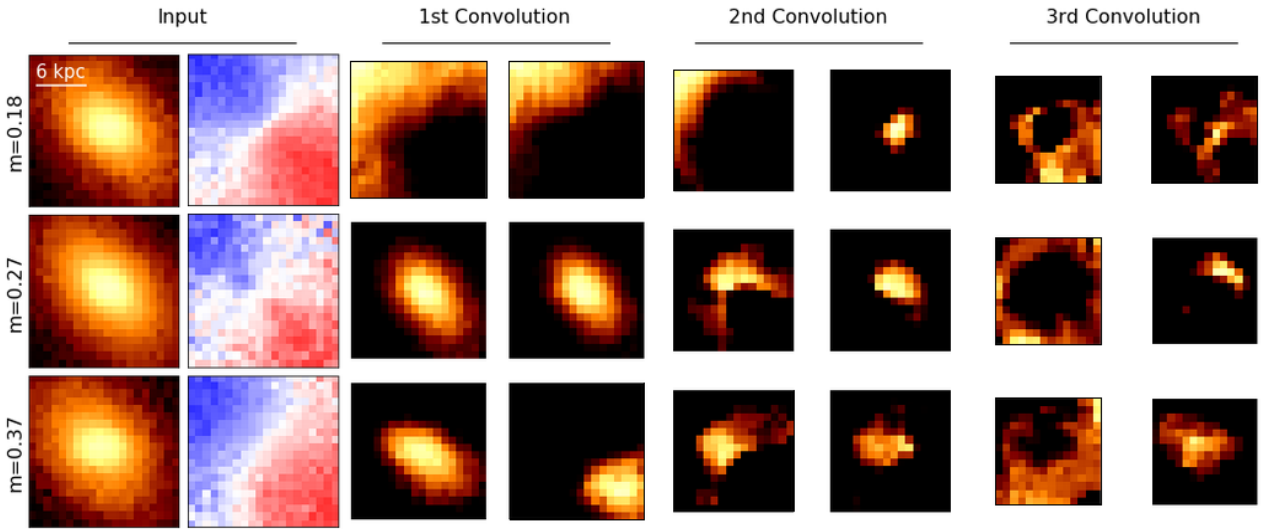 Input
1st Convolution
2nd Convolution
3rd Convolution
6 kpc
m=0.18
m=0.27
m=0.37